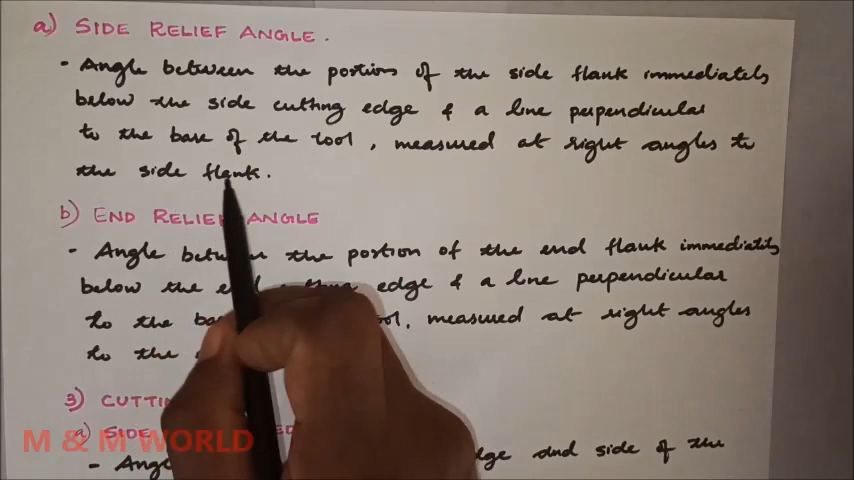 a) SIDE RELIEF ANGLE.
- Angle between the portion of the side flank immediately
below the side cutting edge & a line perpendicular
to the base of the tool, measured at right angles to
the side flank.
b) END RELIEF ANGLE
- Angle between the portion of the end flank immediately
below the end cutting edge & a line perpendicular
to the measured at right angles
to the
3)
a) SIDE
- edge and side of the
M & M WORLD